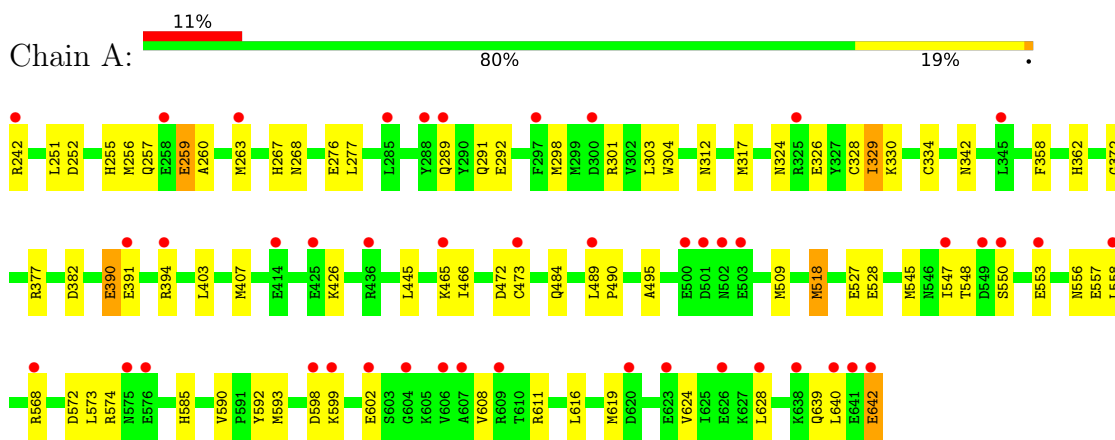 11%
Chain A:
80% 19% •
R242 L251 D252 H255 M256 Q257 E258 E259 A260 M263 H267 N268 E276 L277 L285 Y288 Q289 Y290 Q291 E292 F297 M298 M299 D300 R301 V302 L303 W304 N312 M317 N324 R325 E326 Y327 C328 I329 K330 C334 N342 L345 F358 H362
R377 D382 E390 E391 R394 L403 M407 E414 E425 K426 R436 L445 K465 I466 D472 C473 Q484 L489 P490 A495 E500 D501 N502 E503 M509 M518 E527 E528 M545 N546 I547 T548 D549 S550 E553 N556 E557
R568 D572 L573 R574 N575 E576 H585 V590 P591 Y592 M593 D598 K599 E602 S603 G604 K605 V606 A607 V608 R609 T610 R611 L616 M619 D620 E623 V624 I625 E626 K627 L628 K638 Q639 L640 E641 E642